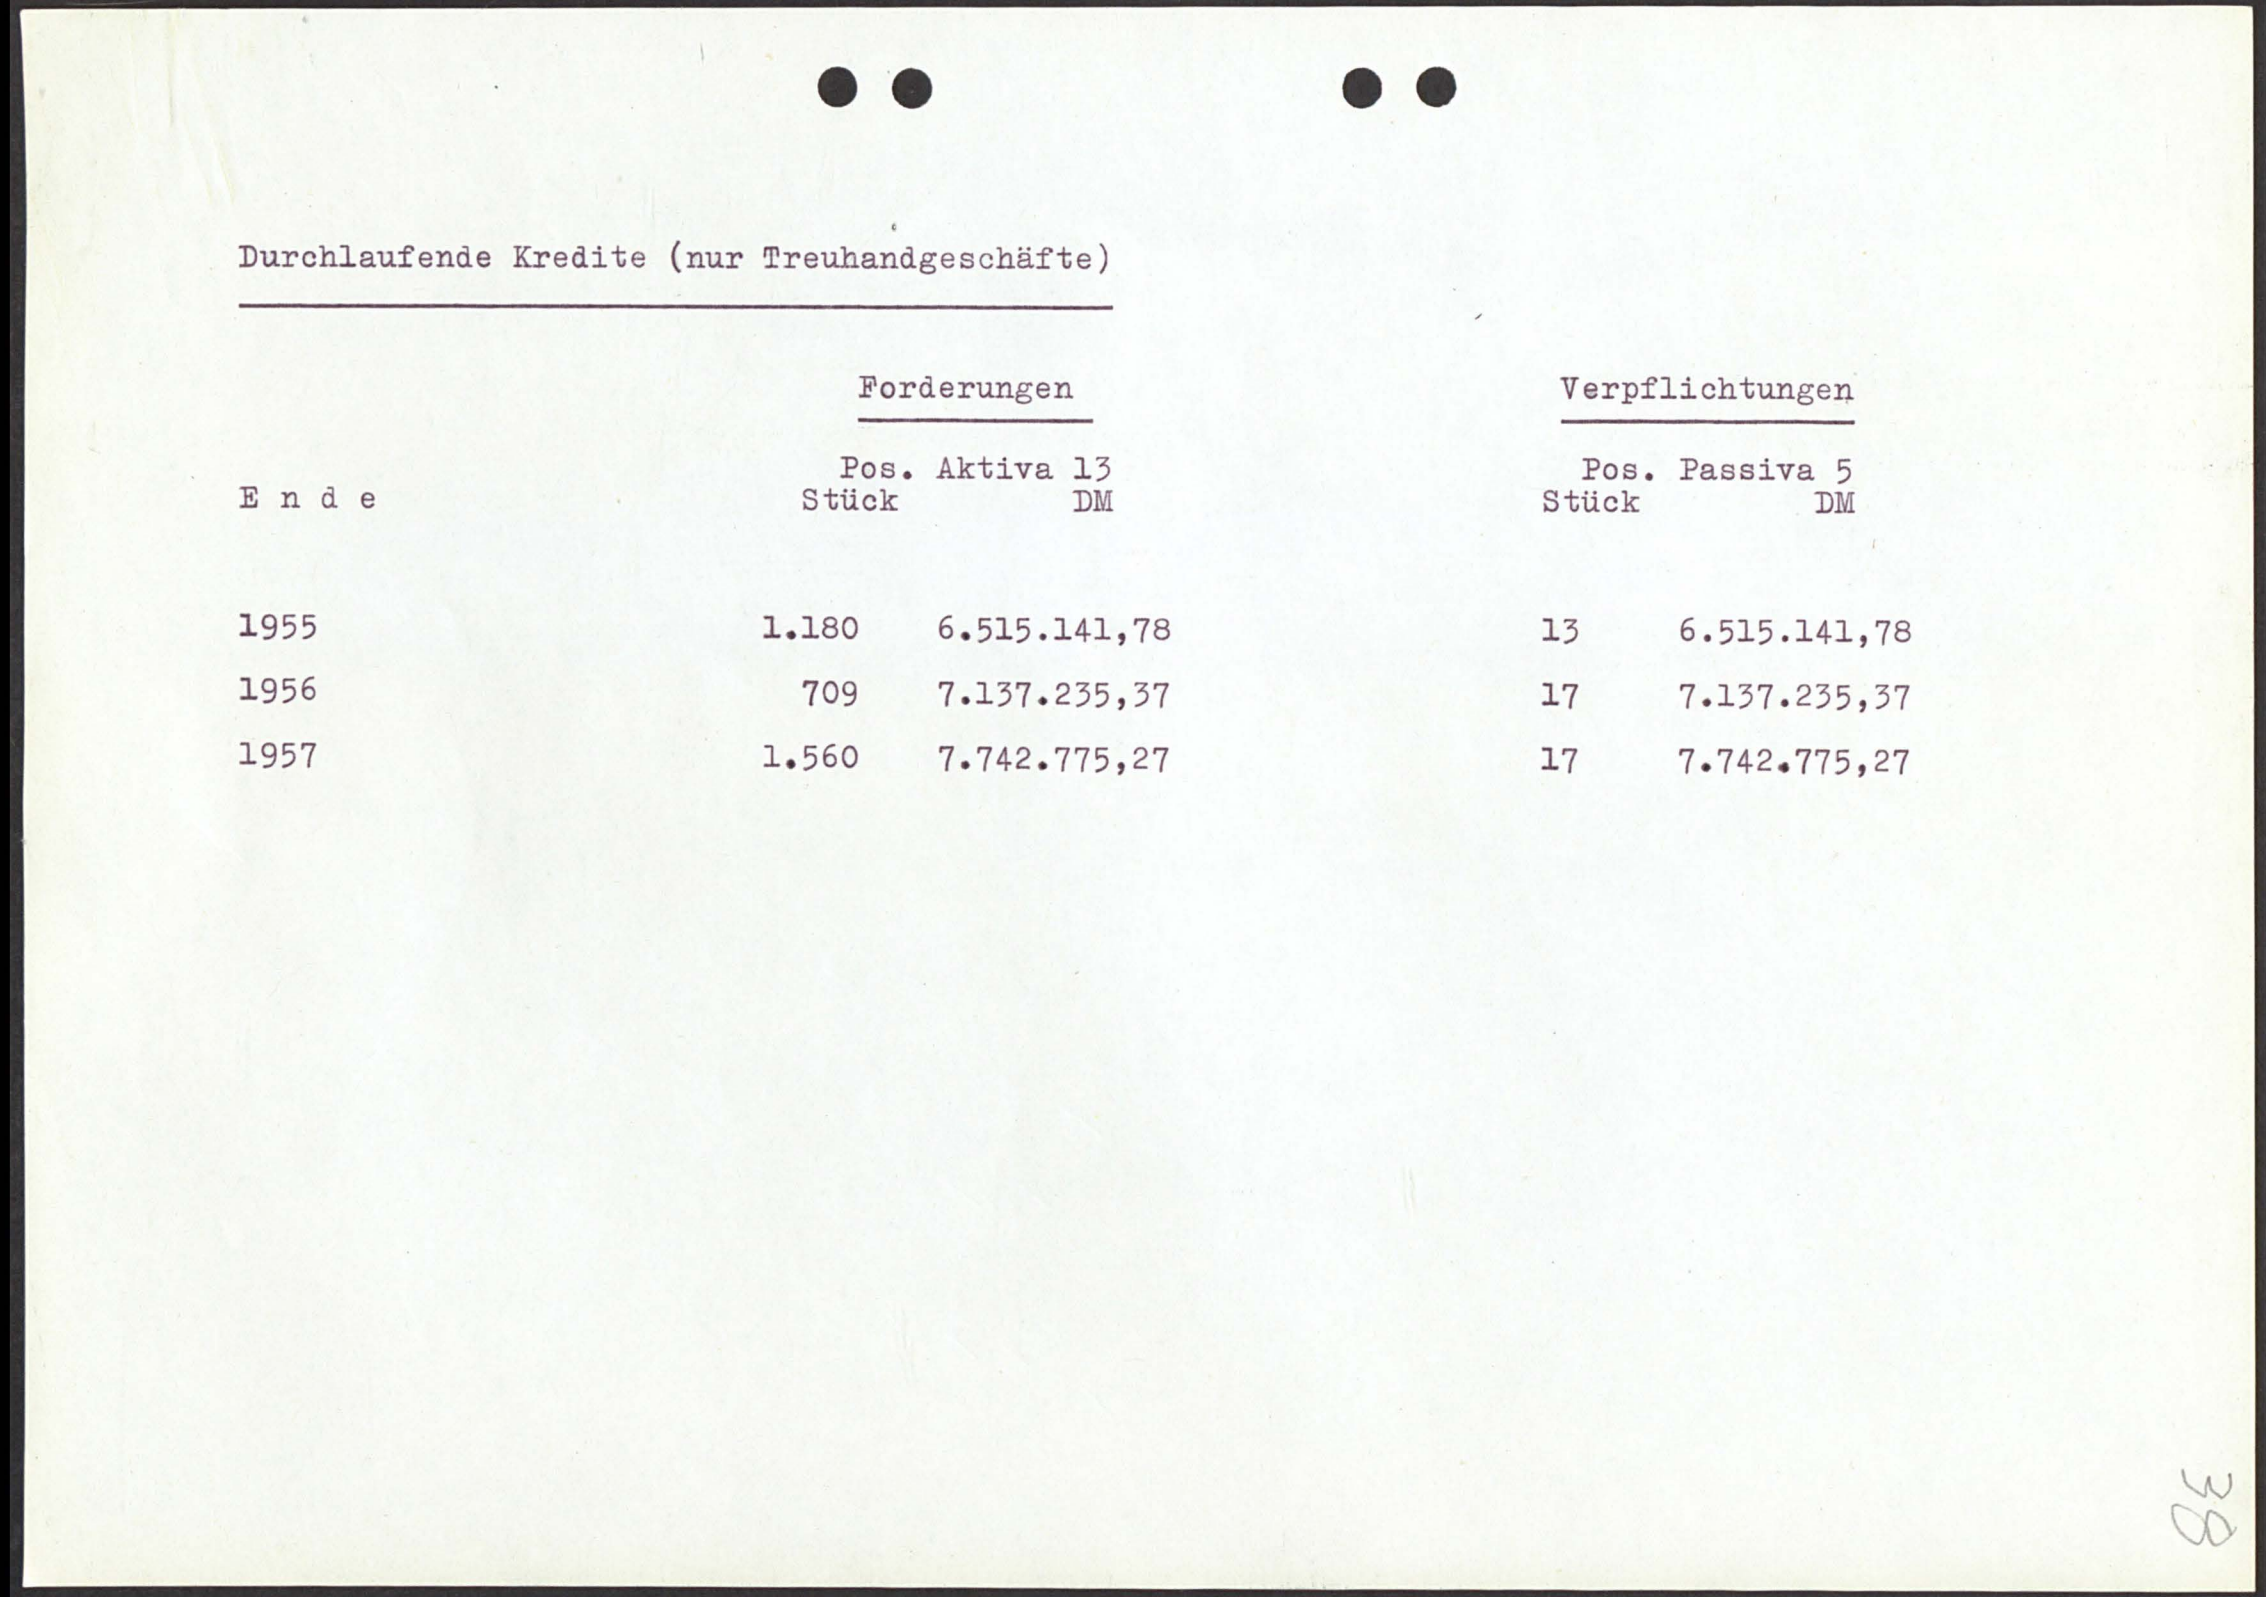 Durchlaufende Kredite (nur Treuhandgeschäfte)
Forderungen Verpflichtungen
Pos. Aktiva 13 Pos. Passiva 5
E n d e Stück DM Stück DM
1955 1.180 6.515.141,78 13 6.515.141,78
1956 709 7.137.235,37 17 7.137.235,37
1957 1.560 7.742.775,27 17 7.742.775,27
38